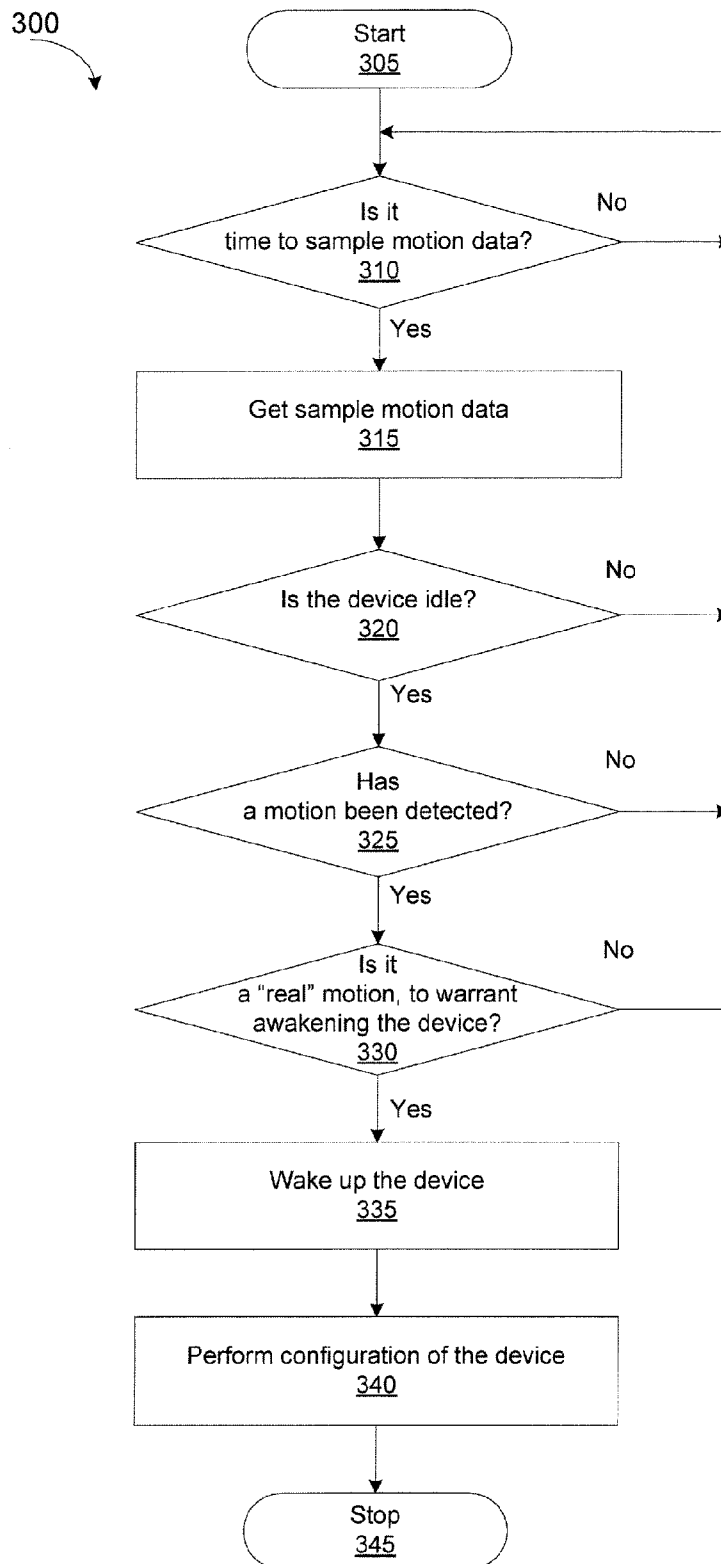 300
Start
305
Is it
time to sample motion data?
310
No
Yes
Get sample motion data
315
Is the device idle?
320
No
Yes
Has
a motion been detected?
325
No
Yes
Is it
a “real” motion, to warrant
awakening the device?
330
No
Yes
Wake up the device
335
Perform configuration of the device
340
Stop
345